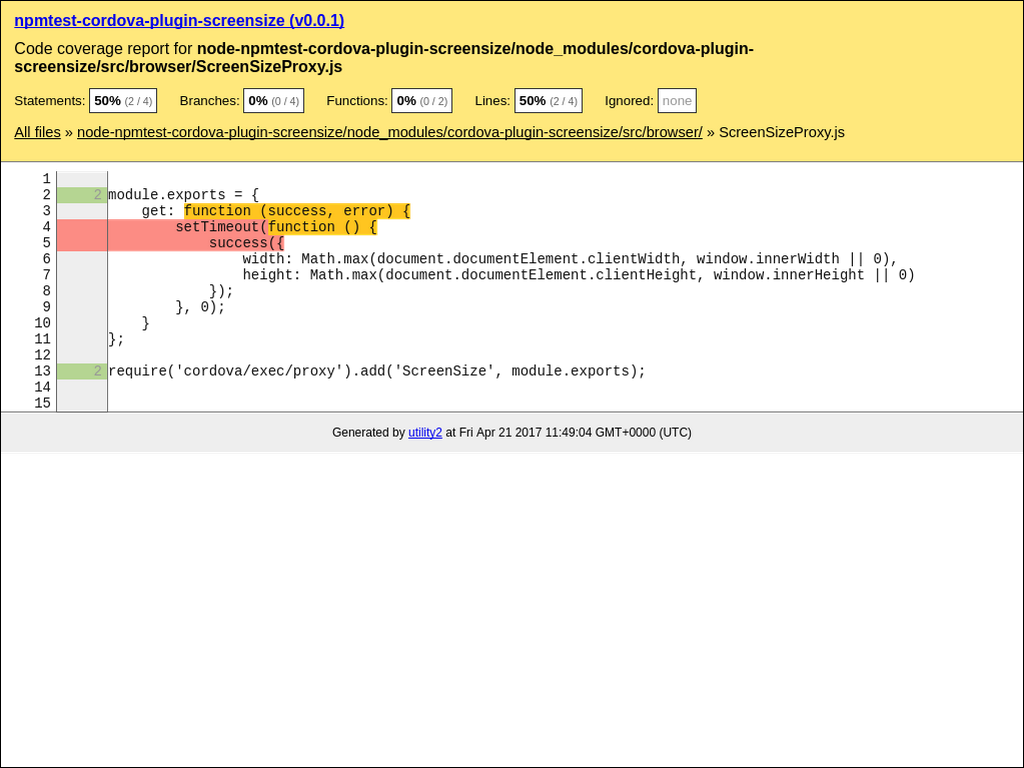 npmtest-cordova-plugin-screensize (v0.0.1)
Code coverage report for node-npmtest-cordova-plugin-screensize/node_modules/cordova-plugin-
screensize/src/browser/ScreenSizeProxy.js
Statements: 50% (2 / 4) Branches: 0% (0 / 4) Functions: 0% (0 / 2) Lines: 50% (2 / 4) Ignored: none
All files » node-npmtest-cordova-plugin-screensize/node_modules/cordova-plugin-screensize/src/browser/ » ScreenSizeProxy.js
1
2 2 module.exports = {
3     get: function (success, error) {
4         setTimeout(function () {
5             success({
6                 width: Math.max(document.documentElement.clientWidth, window.innerWidth || 0),
7                 height: Math.max(document.documentElement.clientHeight, window.innerHeight || 0)
8             });
9         }, 0);
10     }
11 };
12
13 2 require('cordova/exec/proxy').add('ScreenSize', module.exports);
14
15
Generated by utility2 at Fri Apr 21 2017 11:49:04 GMT+0000 (UTC)